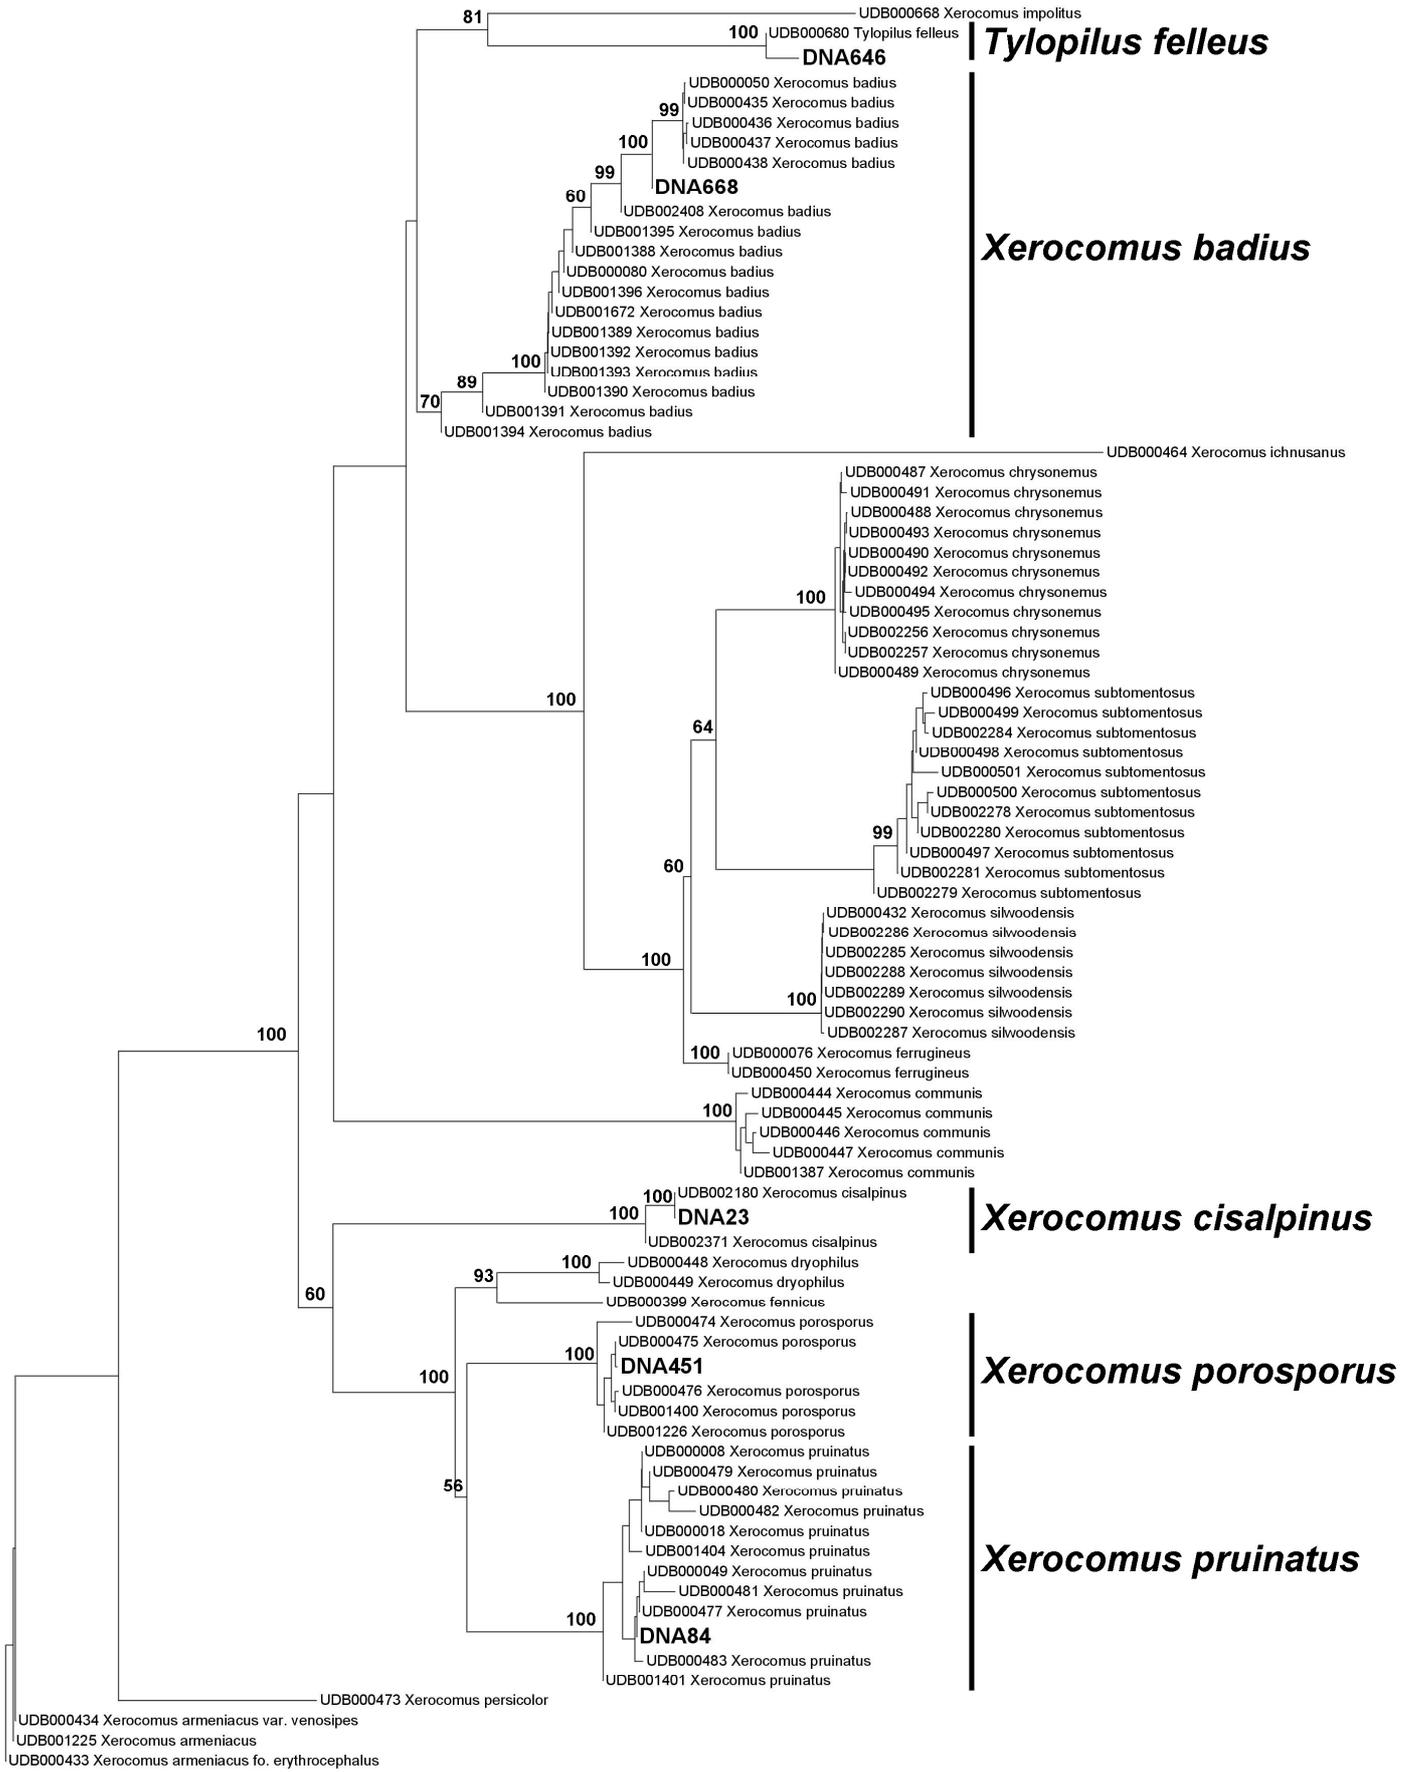 81
UDB000668 Xerocomus impolitus
100
UDB000680 Tylopilus felleus
DNA646
Tylopilus felleus
UDB000050 Xerocomus badius
UDB000435 Xerocomus badius
99
UDB000436 Xerocomus badius
UDB000437 Xerocomus badius
100
UDB000438 Xerocomus badius
99
DNA668
60
UDB002408 Xerocomus badius
UDB001395 Xerocomus badius
Xerocomus badius
UDB001388 Xerocomus badius
UDB000080 Xerocomus badius
UDB001396 Xerocomus badius
UDB001672 Xerocomus badius
UDB001389 Xerocomus badius
UDB001392 Xerocomus badius
100
UDB001393 Xerocomus badius
89
UDB001390 Xerocomus badius
70
UDB001391 Xerocomus badius
UDB001394 Xerocomus badius
UDB000464 Xerocomus ichnusanus
UDB000487 Xerocomus chrysonemus
UDB000491 Xerocomus chrysonemus
UDB000488 Xerocomus chrysonemus
UDB000493 Xerocomus chrysonemus
UDB000490 Xerocomus chrysonemus
UDB000492 Xerocomus chrysonemus
UDB000494 Xerocomus chrysonemus
100
UDB000495 Xerocomus chrysonemus
UDB002256 Xerocomus chrysonemus
UDB002257 Xerocomus chrysonemus
UDB000489 Xerocomus chrysonemus
100
UDB000496 Xerocomus subtomentosus
UDB000499 Xerocomus subtomentosus
64
UDB002284 Xerocomus subtomentosus
UDB000498 Xerocomus subtomentosus
UDB000501 Xerocomus subtomentosus
UDB000500 Xerocomus subtomentosus
UDB002278 Xerocomus subtomentosus
99
UDB002280 Xerocomus subtomentosus
UDB000497 Xerocomus subtomentosus
60
UDB002281 Xerocomus subtomentosus
UDB002279 Xerocomus subtomentosus
UDB000432 Xerocomus silwoodensis
UDB002286 Xerocomus silwoodensis
100
UDB002285 Xerocomus silwoodensis
UDB002288 Xerocomus silwoodensis
UDB002289 Xerocomus silwoodensis
100
UDB002290 Xerocomus silwoodensis
UDB002287 Xerocomus silwoodensis
100
100
UDB000076 Xerocomus ferrugineus
UDB000450 Xerocomus ferrugineus
UDB000444 Xerocomus communis
100
UDB000445 Xerocomus communis
UDB000446 Xerocomus communis
UDB000447 Xerocomus communis
UDB001387 Xerocomus communis
100
UDB002180 Xerocomus cisalpinus
100
DNA23
Xerocomus cisalpinus
UDB002371 Xerocomus cisalpinus
100
UDB000448 Xerocomus dryophilus
93
UDB000449 Xerocomus dryophilus
60
UDB000399 Xerocomus fennicus
UDB000474 Xerocomus porosporus
UDB000475 Xerocomus porosporus
100
DNA451
Xerocomus porosporus
100
UDB000476 Xerocomus porosporus
UDB001400 Xerocomus porosporus
UDB001226 Xerocomus porosporus
UDB000008 Xerocomus pruinatus
UDB000479 Xerocomus pruinatus
56
UDB000480 Xerocomus pruinatus
UDB000482 Xerocomus pruinatus
UDB000018 Xerocomus pruinatus
UDB001404 Xerocomus pruinatus
Xerocomus pruinatus
UDB000049 Xerocomus pruinatus
UDB000481 Xerocomus pruinatus
UDB000477 Xerocomus pruinatus
100
DNA84
UDB000483 Xerocomus pruinatus
UDB001401 Xerocomus pruinatus
UDB000473 Xerocomus persicolor
UDB000434 Xerocomus armeniacus var. venosipes
UDB001225 Xerocomus armeniacus
UDB000433 Xerocomus armeniacus fo. erythrocephalus